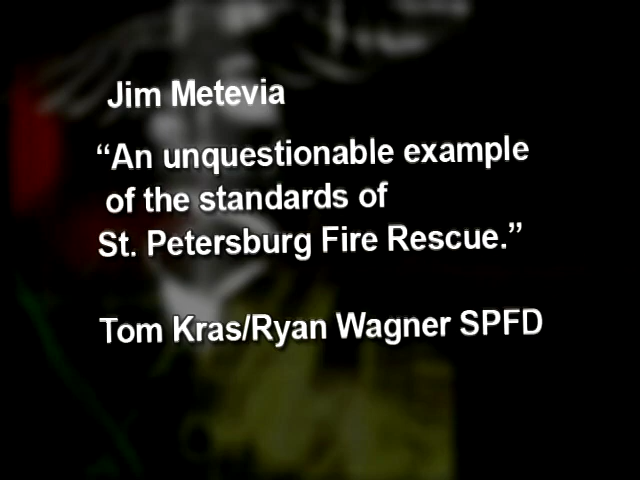 Jim Metevia
“An unquestionable example
of the standards of
St. Petersburg Fire Rescue.”
Tom Kras/Ryan Wagner SPFD